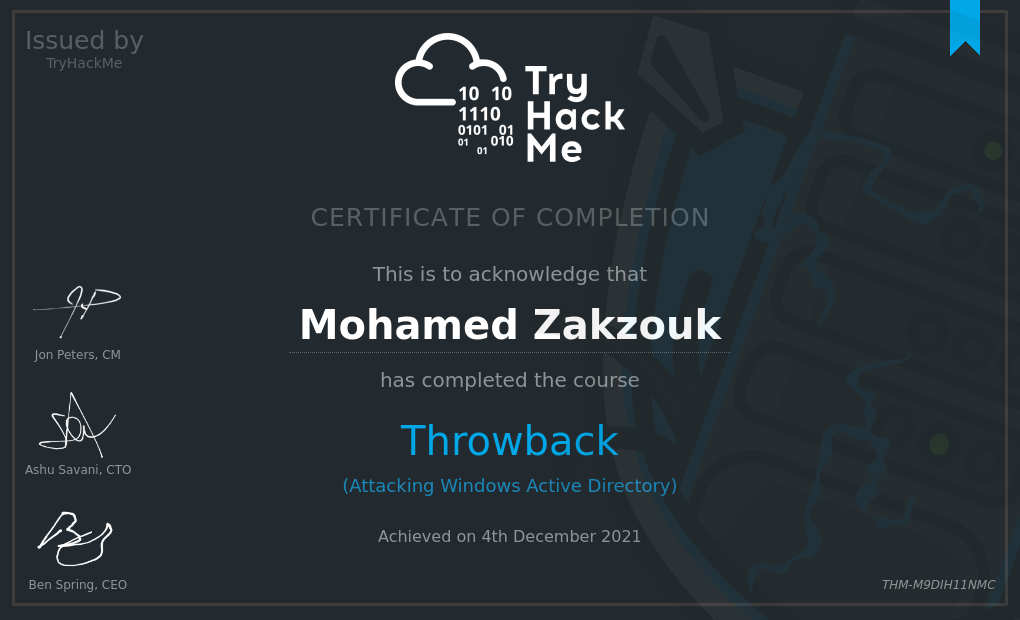 Issued by
TryHackMe
10 10
1110
0101 01
01 010
01
Try
Hack
Me
CERTIFICATE OF COMPLETION
This is to acknowledge that
Mohamed Zakzouk
has completed the course
Throwback
(Attacking Windows Active Directory)
Achieved on 4th December 2021
Jon Peters, CM
Ashu Savani, CTO
Ben Spring, CEO
THM-M9DIH11NMC